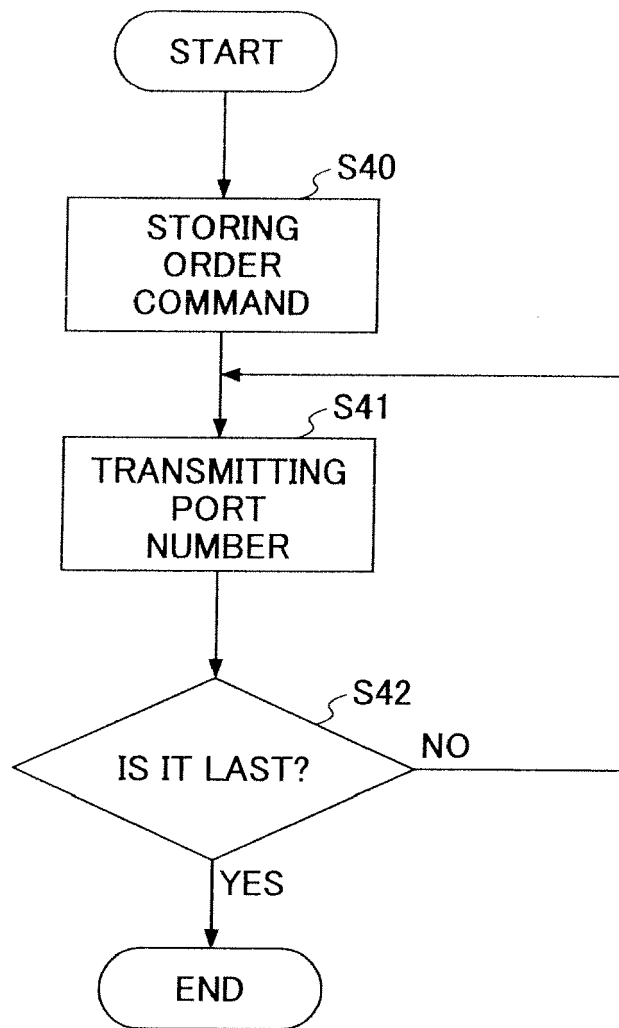 START
S40
STORING
ORDER
COMMAND
S41
TRANSMITTING
PORT
NUMBER
S42
IS IT LAST?
NO
YES
END